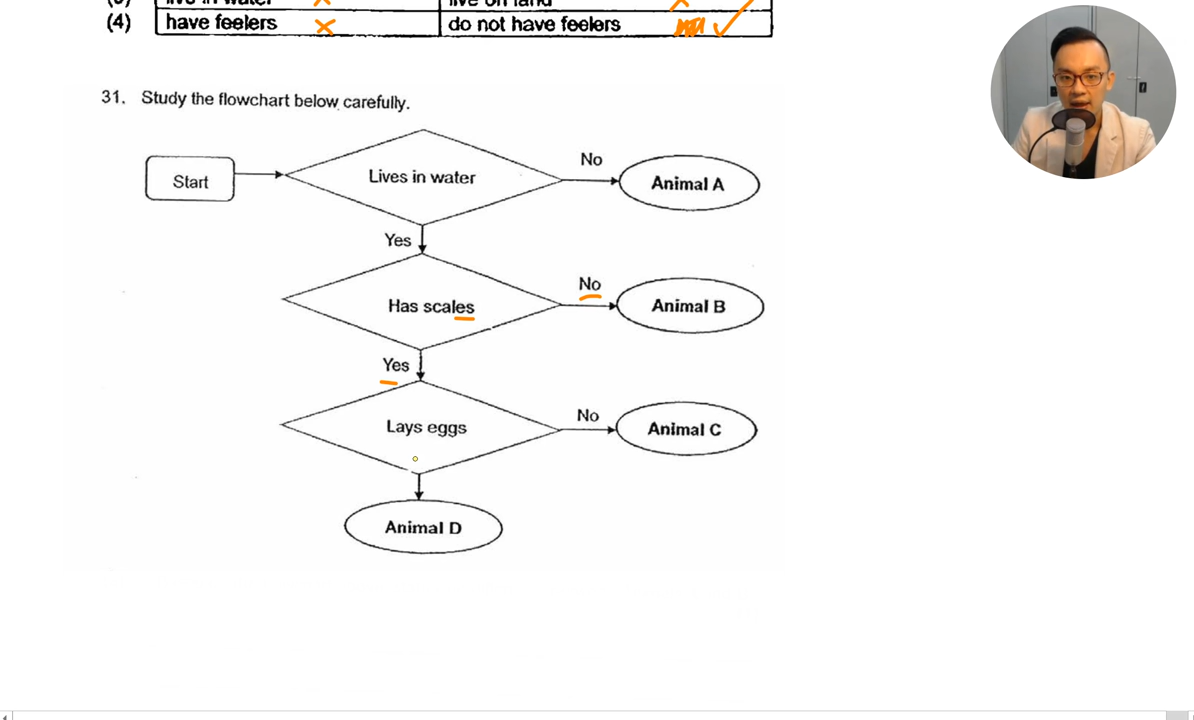 (4) have feelers do not have feelers
31. Study the flowchart below carefully.
Start
Lives in water
No
Animal A
Yes
Has scales
No
Animal B
Yes
Lays eggs
No
Animal C
Animal D